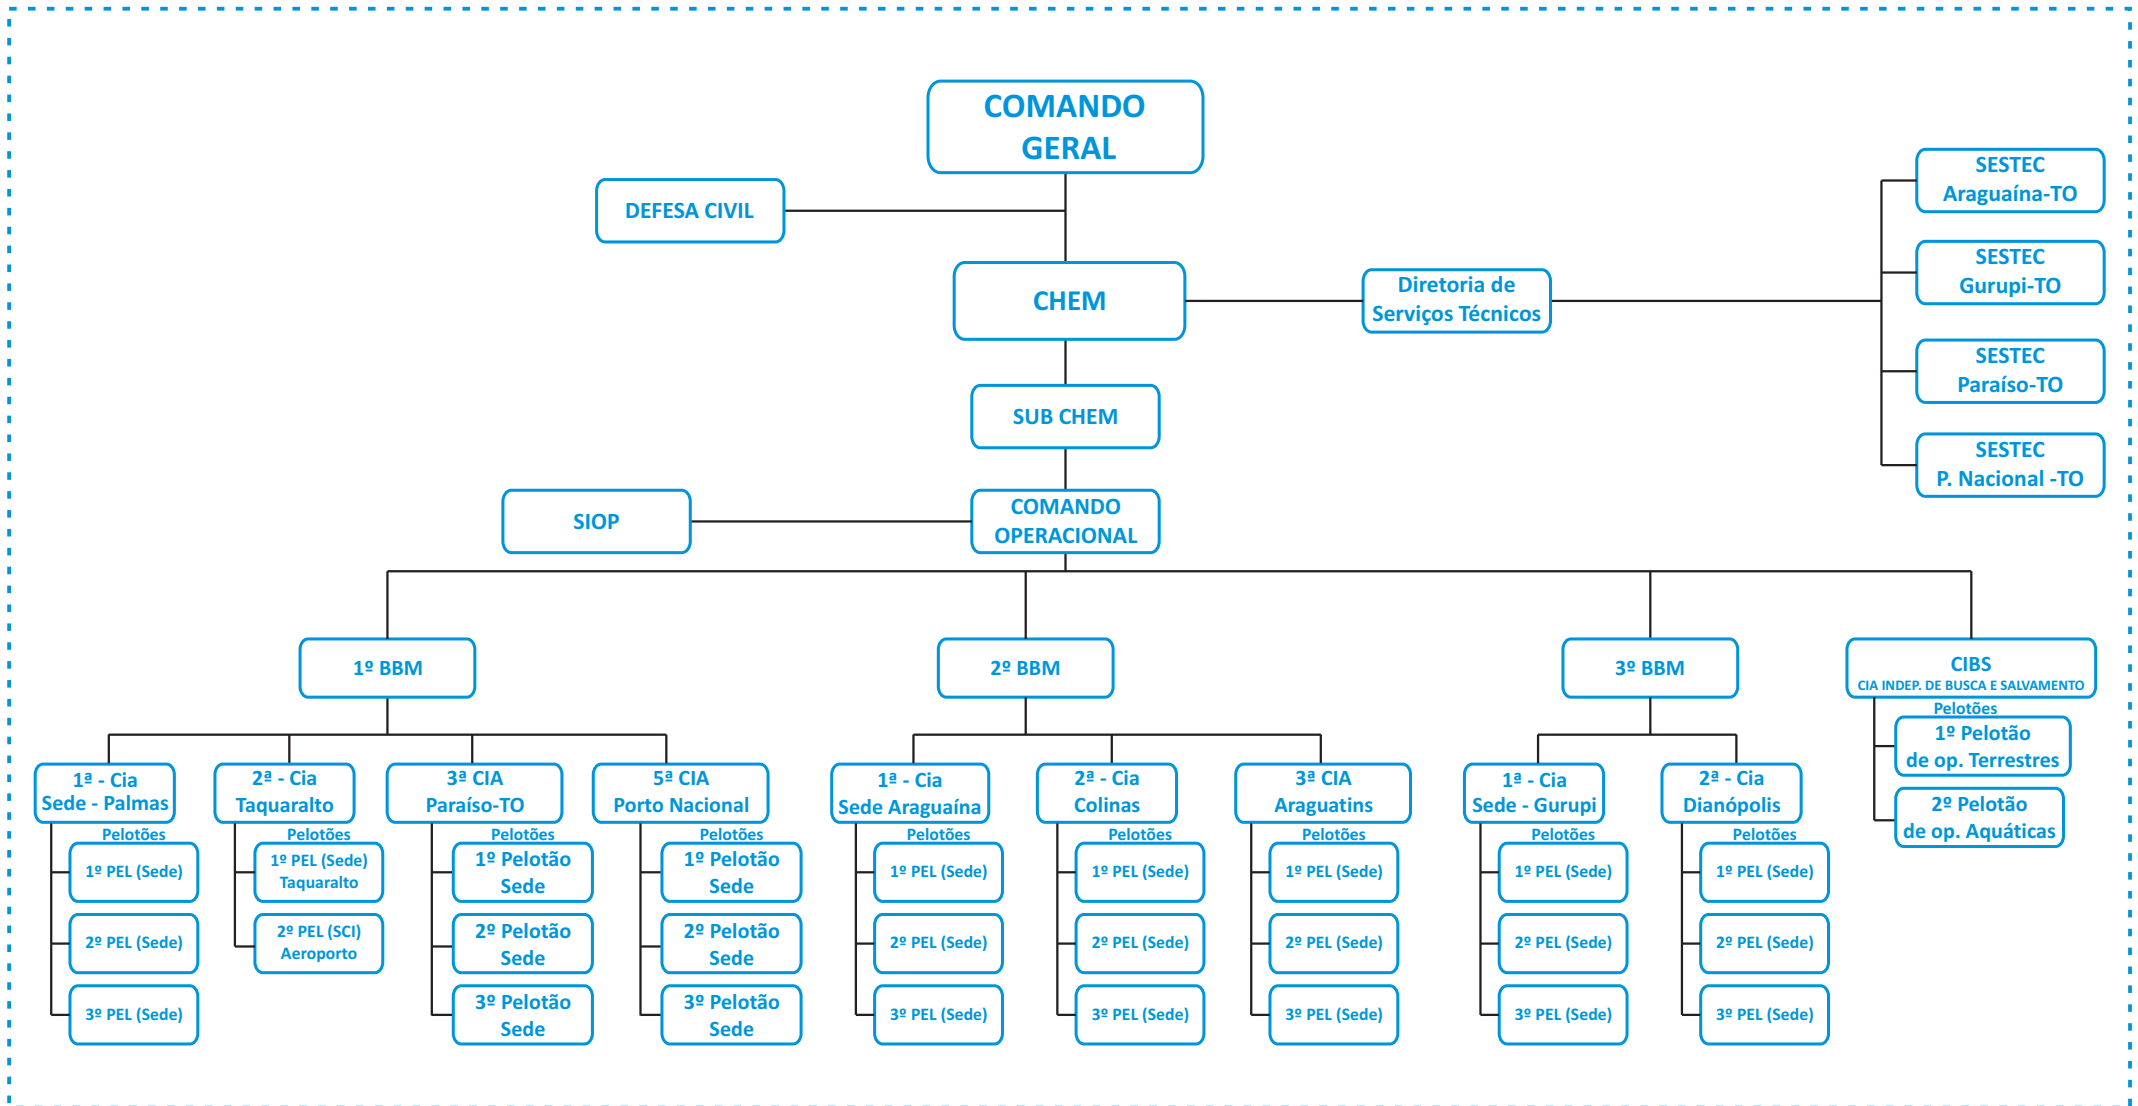 COMANDO
GERAL
DEFESA CIVIL
SESTEC
Araguaína-TO
CHEM
Diretoria de
Serviços Técnicos
SESTEC
Gurupi-TO
SESTEC
Paraíso-TO
SUB CHEM
SESTEC
P. Nacional -TO
SIOP
COMANDO
OPERACIONAL
1º BBM
2º BBM
3º BBM
CIBS
CIA INDEP. DE BUSCA E SALVAMENTO
Pelotões
1º Pelotão
de op. Terrestres
2º Pelotão
de op. Aquáticas
1ª - Cia
Sede - Palmas
Pelotões
1º PEL (Sede)
2º PEL (Sede)
3º PEL (Sede)
2ª - Cia
Taquaralto
Pelotões
1º PEL (Sede)
Taquaralto
2º PEL (SCI)
Aeroporto
3ª CIA
Paraíso-TO
Pelotões
1º Pelotão
Sede
2º Pelotão
Sede
3º Pelotão
Sede
5ª CIA
Porto Nacional
Pelotões
1º Pelotão
Sede
2º Pelotão
Sede
3º Pelotão
Sede
1ª - Cia
Sede Araguaína
Pelotões
1º PEL (Sede)
2º PEL (Sede)
3º PEL (Sede)
2ª - Cia
Colinas
Pelotões
1º PEL (Sede)
2º PEL (Sede)
3º PEL (Sede)
3ª CIA
Araguatins
Pelotões
1º PEL (Sede)
2º PEL (Sede)
3º PEL (Sede)
1ª - Cia
Sede - Gurupi
Pelotões
1º PEL (Sede)
2º PEL (Sede)
3º PEL (Sede)
2ª - Cia
Dianópolis
Pelotões
1º PEL (Sede)
2º PEL (Sede)
3º PEL (Sede)